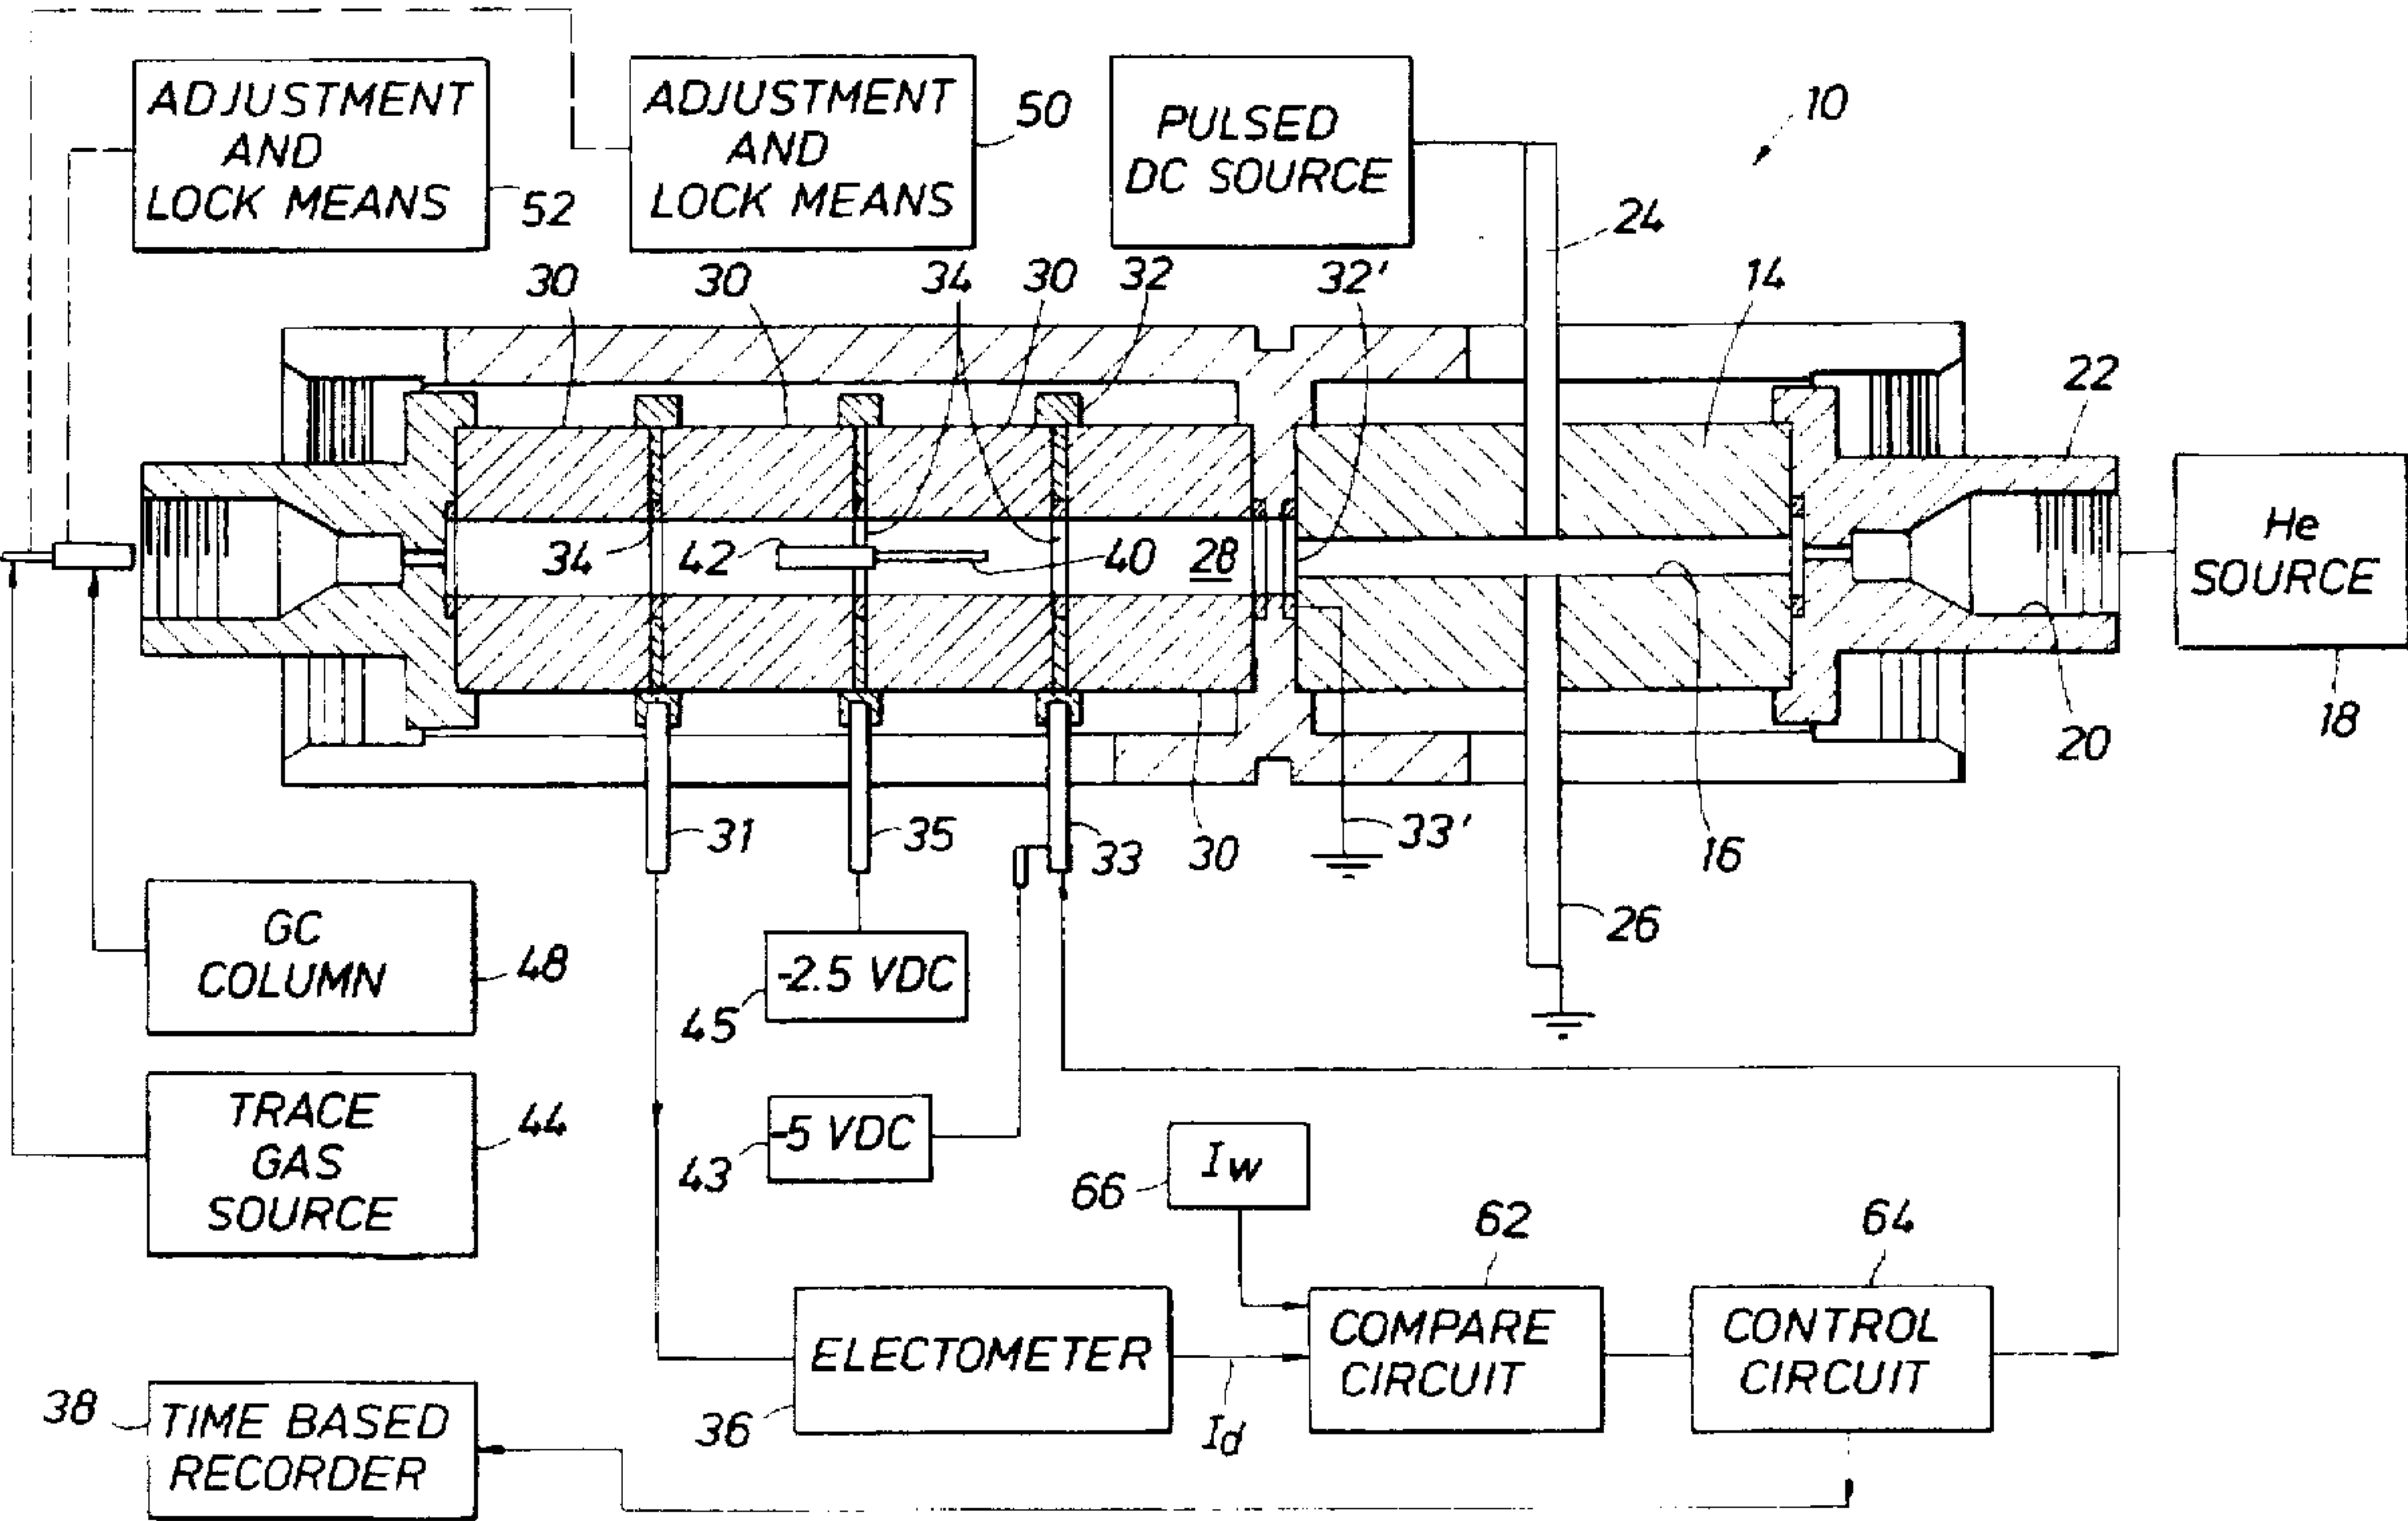 ADJUSTMENT
AND
LOCK MEANS
52
ADJUSTMENT
AND
LOCK MEANS
50
PULSED
DC SOURCE
10
24
30
30
34
30
32
32'
14
22
34
42
40
28
He
SOURCE
18
20
31
35
33
30
33'
16
26
GC
COLUMN
48
-2.5 VDC
45
TRACE
GAS
SOURCE
44
-5 VDC
43
Iw
66
62
64
ELECTOMETER
36
Id
COMPARE
CIRCUIT
CONTROL
CIRCUIT
38
TIME BASED
RECORDER